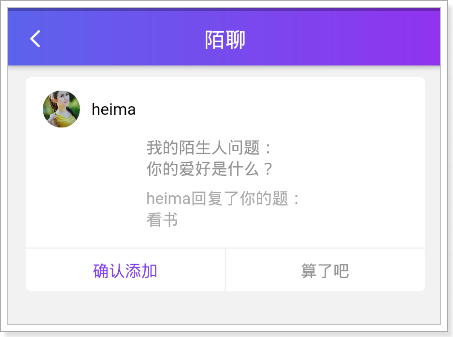 陌聊
heima
我的陌生人问题：
你的爱好是什么？
heima回复了你的题：
看书
确认添加
算了吧